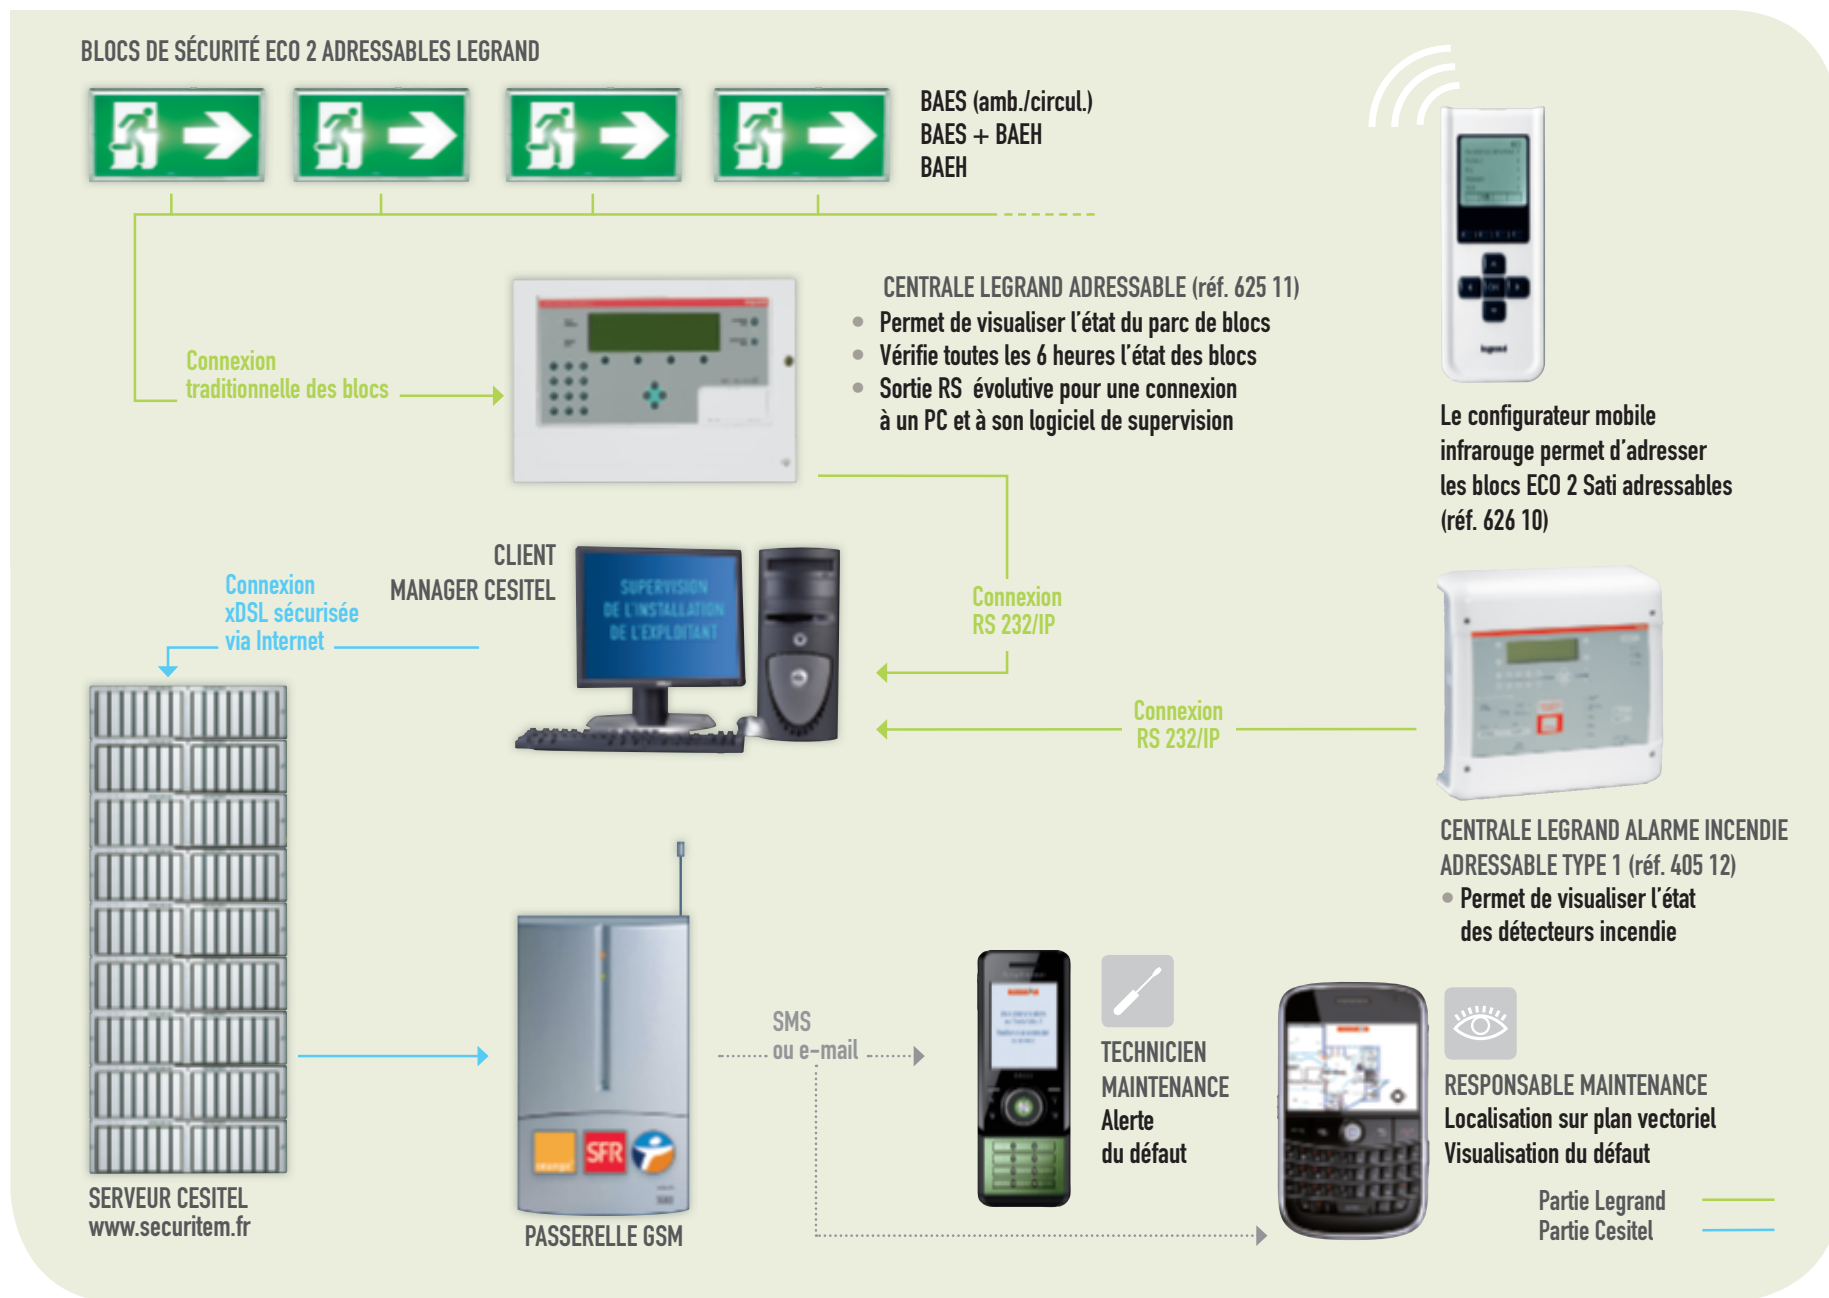 BLOCS DE SÉCURITÉ ECO 2 ADRESSABLES LEGRAND
BAES (amb./circul.)
BAES + BAEH
BAEH
CENTRALE LEGRAND ADRESSABLE (réf. 625 11)
• Permet de visualiser l'état du parc de blocs
• Vérifie toutes les 6 heures l'état des blocs
• Sortie RS évolutive pour une connexion
à un PC et à son logiciel de supervision
Connexion
traditionnelle des blocs
legrand
Le configurateur mobile
infrarouge permet d'adresser
les blocs ECO 2 Sati adressables
(réf. 626 10)
CLIENT
MANAGER CESITEL
SUPERVISION
DE L'INSTALLATION
DE L'EXPLOITANT
Connexion
xDSL sécurisée
via Internet
Connexion
RS 232/IP
Connexion
RS 232/IP
CENTRALE LEGRAND ALARME INCENDIE
ADRESSABLE TYPE 1 (réf. 405 12)
• Permet de visualiser l'état
des détecteurs incendie
SERVEUR CESITEL
www.securitem.fr
orange
SFR
PASSERELLE GSM
SMS
ou e-mail
TECHNICIEN
MAINTENANCE
Alerte
du défaut
RESPONSABLE MAINTENANCE
Localisation sur plan vectoriel
Visualisation du défaut
Partie Legrand
Partie Cesitel